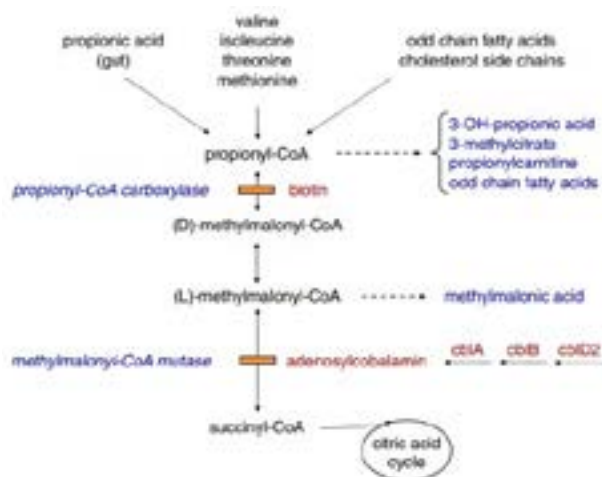 propionic acid
(gut)
valine
iscleucine
threonine
methionine
odd chain fatty acids
cholesterol side chains
propionyl-CoA
3-OH-propionic acid
3-methylcitrate
propionylcarnitine
odd chain fatty acids
propionyl-CoA carboxylase
biotin
(D)-methylmalonyl-CoA
(L)-methylmalonyl-CoA
methylmalonic acid
methylmalonyl-CoA mutase
adenosylcobalamin
cblA
cblB
cblD2
succinyl-CoA
citric acid
cycle